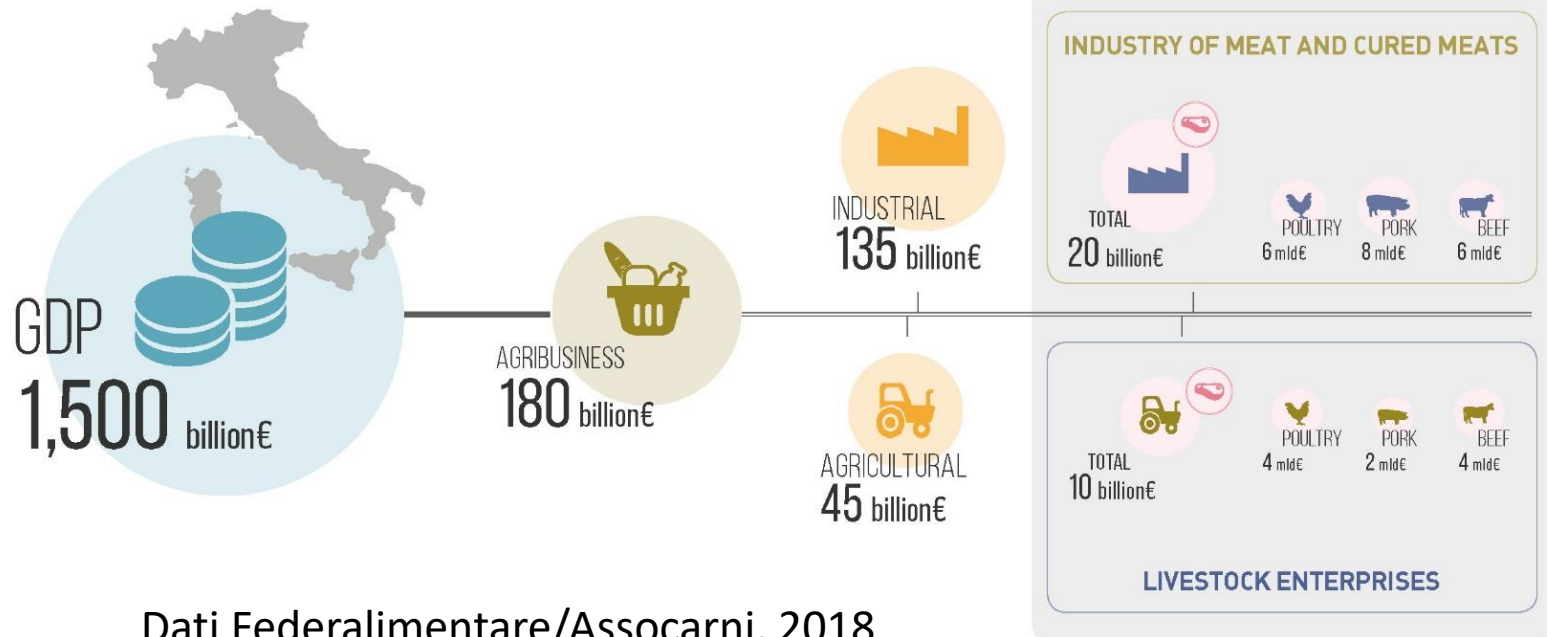 GDP
1,500 billion€
AGRIBUSINESS
180 billion€
INDUSTRIAL
135 billion€
AGRICULTURAL
45 billion€
INDUSTRY OF MEAT AND CURED MEATS
TOTAL
20 billion€
POULTRY
6 mld€
PORK
8 mld€
BEEF
6 mld€
TOTAL
10 billion€
POULTRY
4 mld€
PORK
2 mld€
BEEF
4 mld€
LIVESTOCK ENTERPRISES
Dati Federalimentare/Assocarni, 2018